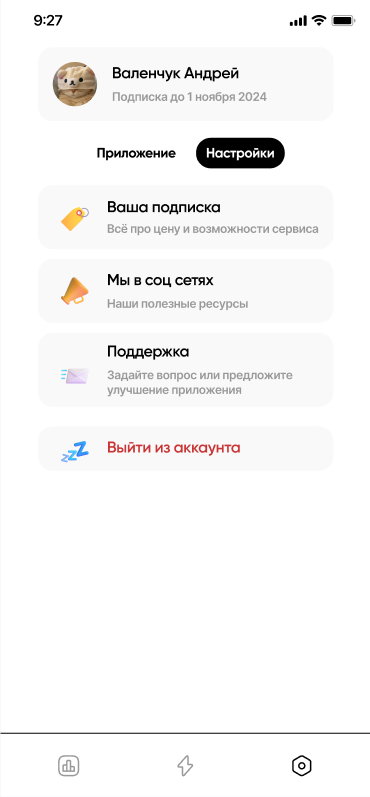 9:27
Валенчук Андрей
Подписка до 1 ноября 2024
Приложение
Настройки
Ваша подписка
Всё про цену и возможности сервиса
Мы в соц сетях
Наши полезные ресурсы
Поддержка
Задайте вопрос или предложите
улучшение приложения
Выйти из аккаунта